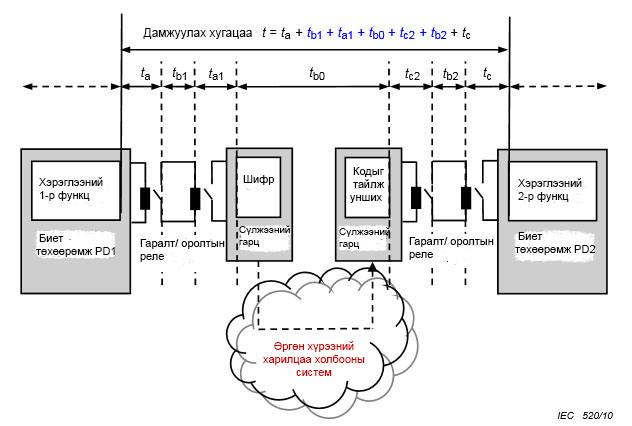 Дамжуулах хугацаа t = ta + tb1 + ta1 + tb0 + tc2 + tb2 + tc
ta tb1 ta1 tb0 tc2 tb2 tc
Хэрэглээний
1-р функц
Биет
төхөөрөмж PD1
Гаралт/ оролтын
реле
Шифр
Сүлжээний
гарц
Кодыг
тайлж
унших
Сүлжээний
гарц
Гаралт/ оролтын
реле
Хэрэглээний
2-р функц
Биет
төхөөрөмж PD2
Өргөн хүрээний
харилцаа холбооны
систем
IEC 520/10